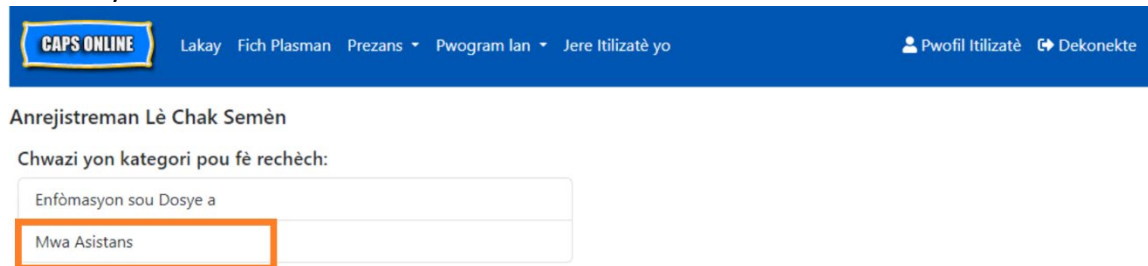 CAPS ONLINE Lakay Fich Plasman Prezans Pwogram lan Jere Itilizatè yo Pwofil Itilizatè Dekonekte
Anrejistreman Lè Chak Semèn
Chwazi yon kategori pou fè rechèch:
Enfòmasyon sou Dosye a
Mwa Asistans